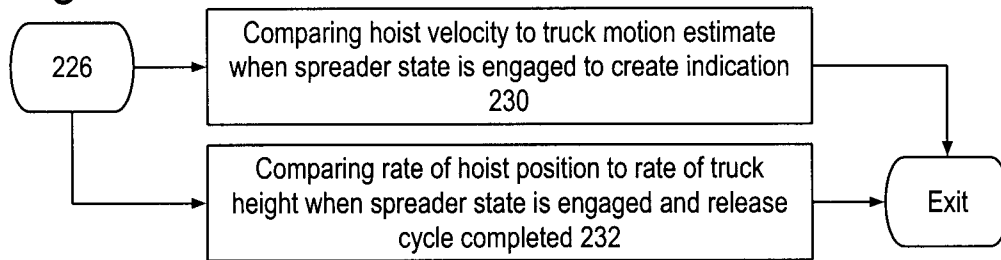 226
Comparing hoist velocity to truck motion estimate
when spreader state is engaged to create indication
230
Comparing rate of hoist position to rate of truck
height when spreader state is engaged and release
cycle completed 232
Exit